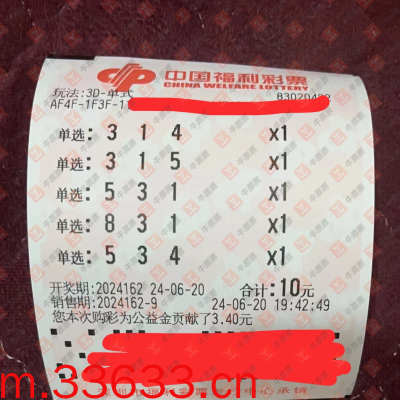 中国福利彩票
CHINA WELFARE LOTTERY
玩法:3D-单式
AF4F-1F3F-1
单选: 3 1 4 x1
单选: 3 1 5 x1
单选: 5 3 1 x1
单选: 8 3 1 x1
单选: 5 3 4 x1
开奖期:2024162 24-06-20 合计:10元
销售期:2024162-9 24-06-20 19:42:49
您本次购彩为公益金贡献了3.40元
m.33633.cn